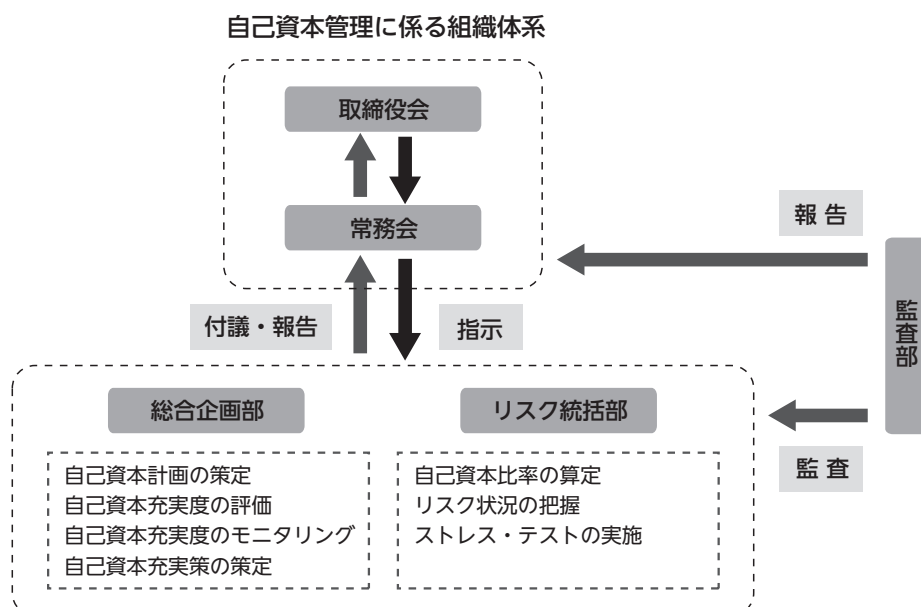 自己資本管理に係る組織体系
取締役会
常務会
報 告
付議・報告
指示
監査部
総合企画部
リスク統括部
監 査
自己資本計画の策定
自己資本充実度の評価
自己資本充実度のモニタリング
自己資本充実策の策定
自己資本比率の算定
リスク状況の把握
ストレス・テストの実施